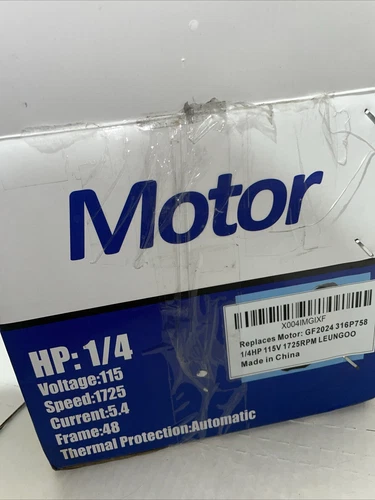 Motor
X004IMGIXF
Replaces Motor: GF2024 316P758
1/4HP 115V 1725RPM LEUNGOO
Made in China
HP: 1/4
Voltage:115
Speed:1725
Current:5.4
Frame:48
Thermal Protection:Automatic